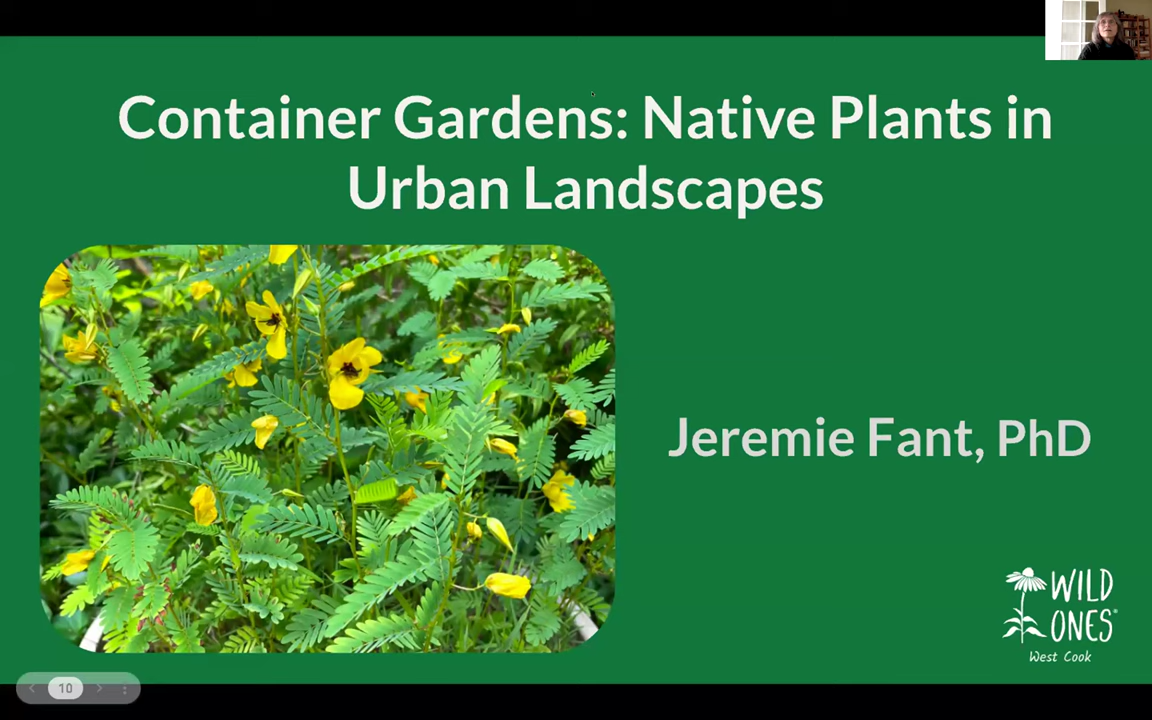 Container Gardens: Native Plants in
Urban Landscapes
Jeremie Fant, PhD
WILD
ONES®
West Cook
10